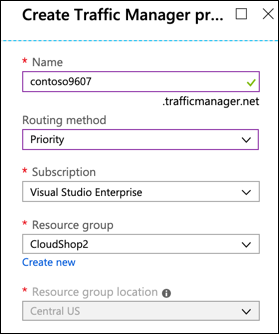 Create Traffic Manager pr...
* Name
contoso9607
.trafficmanager.net
Routing method
Priority
* Subscription
Visual Studio Enterprise
* Resource group
CloudShop2
Create new
* Resource group location
Central US